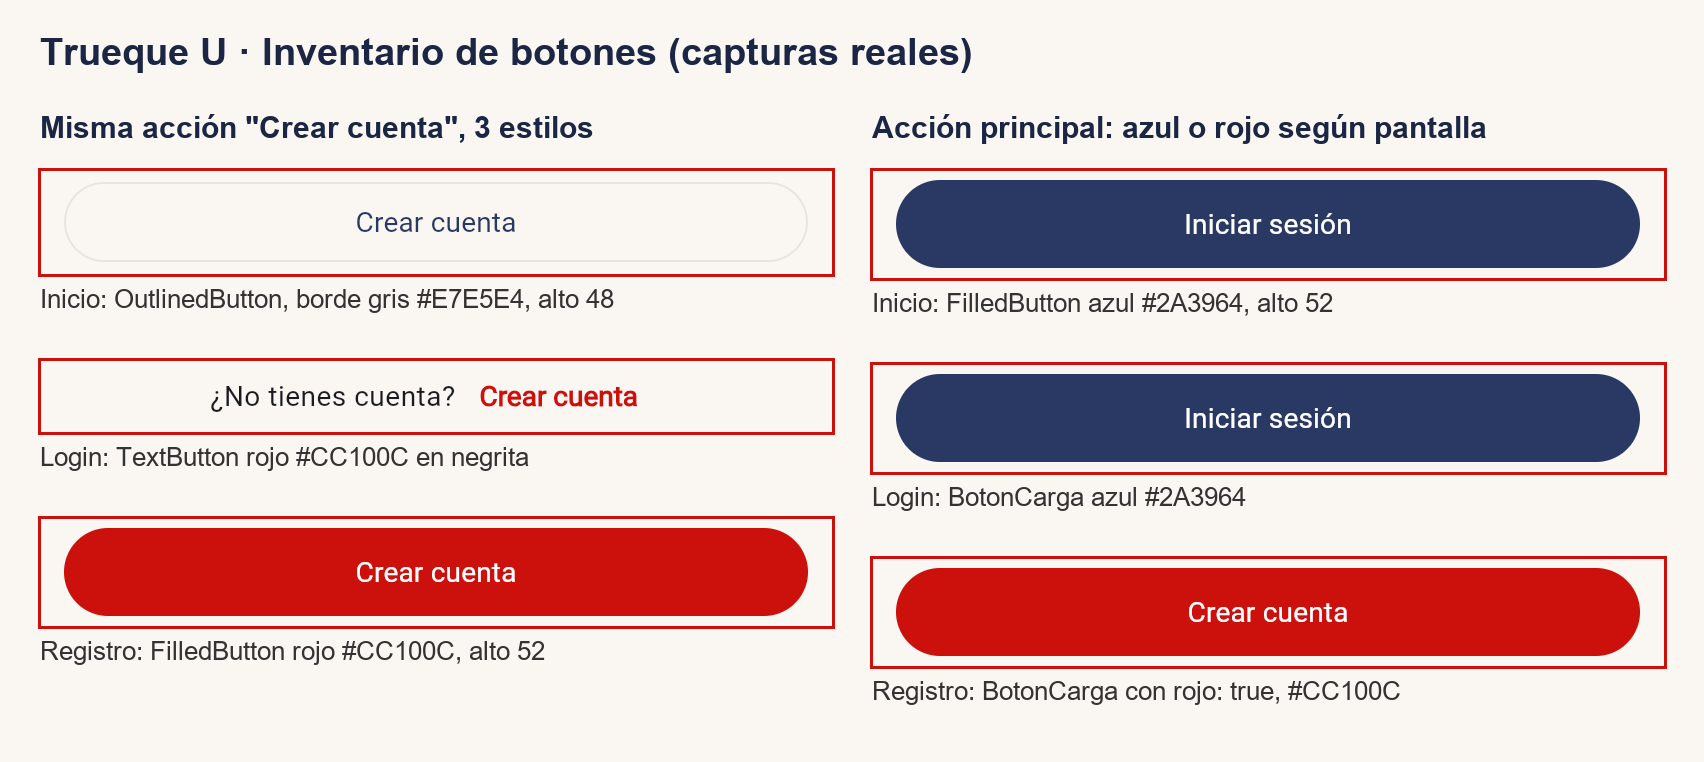 Trueque U · Inventario de botones (capturas reales)
Misma acción "Crear cuenta", 3 estilos
Crear cuenta
Inicio: OutlinedButton, borde gris #E7E5E4, alto 48
¿No tienes cuenta? Crear cuenta
Login: TextButton rojo #CC100C en negrita
Crear cuenta
Registro: FilledButton rojo #CC100C, alto 52
Acción principal: azul o rojo según pantalla
Iniciar sesión
Inicio: FilledButton azul #2A3964, alto 52
Iniciar sesión
Login: BotonCarga azul #2A3964
Crear cuenta
Registro: BotonCarga con rojo: true, #CC100C